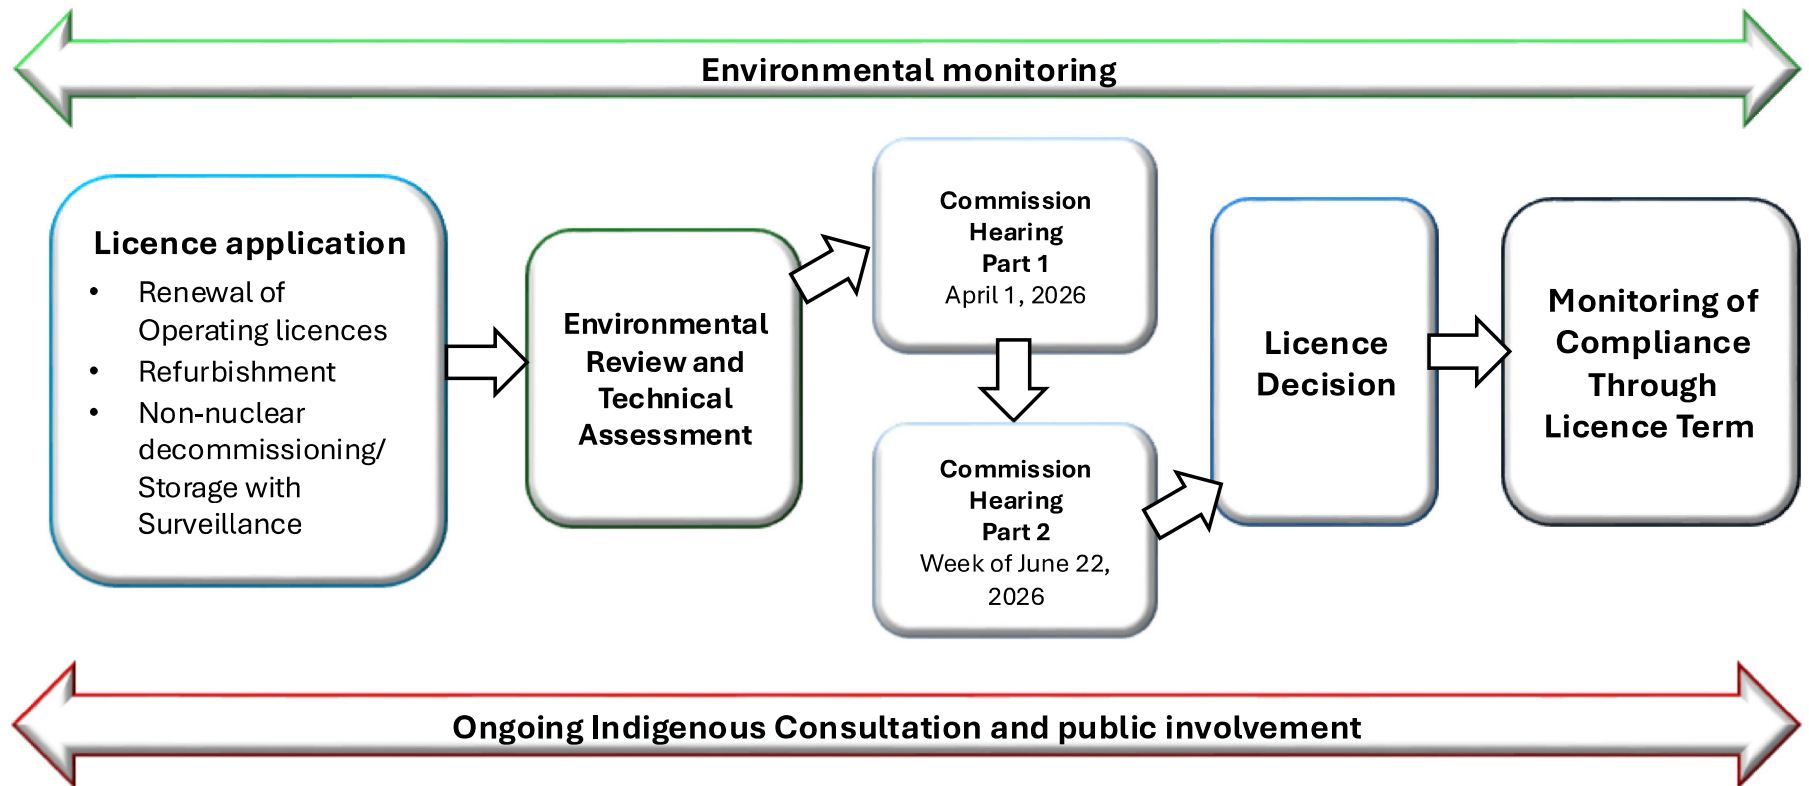 Environmental monitoring
Licence application
• Renewal of
Operating licences
• Refurbishment
• Non-nuclear
decommissioning/
Storage with
Surveillance
Environmental
Review and
Technical
Assessment
Commission
Hearing
Part 1
April 1, 2026
Commission
Hearing
Part 2
Week of June 22,
2026
Licence
Decision
Monitoring of
Compliance
Through
Licence Term
Ongoing Indigenous Consultation and public involvement